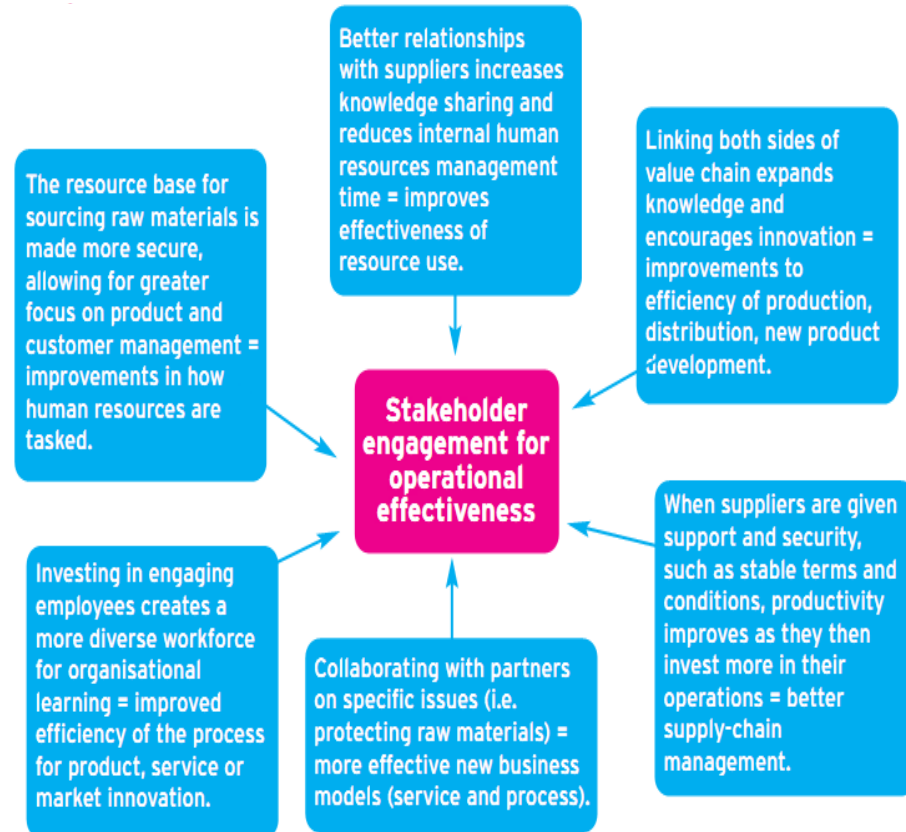 Better relationships
with suppliers increases
knowledge sharing and
reduces internal human
resources management
time = improves
effectiveness of
resource use.
Linking both sides of
value chain expands
knowledge and
encourages innovation =
improvements to
efficiency of production,
distribution, new product
development.
The resource base for
sourcing raw materials is
made more secure,
allowing for greater
focus on product and
customer management =
improvements in how
human resources are
tasked.
Stakeholder
engagement for
operational
effectiveness
When suppliers are given
support and security,
such as stable terms and
conditions, productivity
improves as they then
invest more in their
operations = better
supply-chain
management.
Investing in engaging
employees creates a
more diverse workforce
for organisational
learning = improved
efficiency of the process
for product, service or
market innovation.
Collaborating with partners
on specific issues (i.e.
protecting raw materials) =
more effective new business
models (service and process).